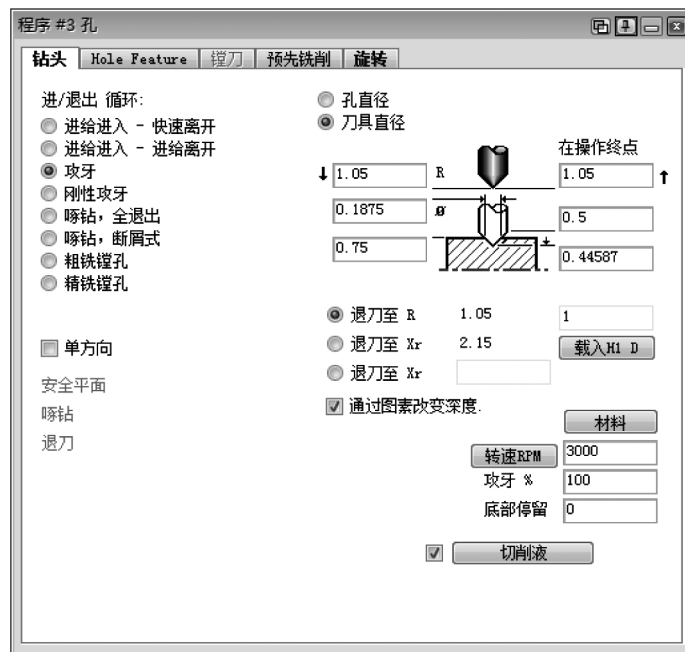 程序 #3 孔
钻头 Hole Feature 镗刀 预先铣削 旋转
进/退出 循环:
进给进入 - 快速离开
进给进入 - 进给离开
攻牙
刚性攻牙
啄钻，全退出
啄钻，断屑式
粗铣镗孔
精铣镗孔
单方向
安全平面
啄钻
退刀
孔直径
刀具直径
在操作终点
1.05 R 1.05
0.1875 ø 0.5
0.75 0.44587
退刀至 R 1.05 1
退刀至 Xr 2.15 载入H1 D
退刀至 Xr
通过图素改变深度.
材料
转速RPM 3000
攻牙 % 100
底部停留 0
切削液